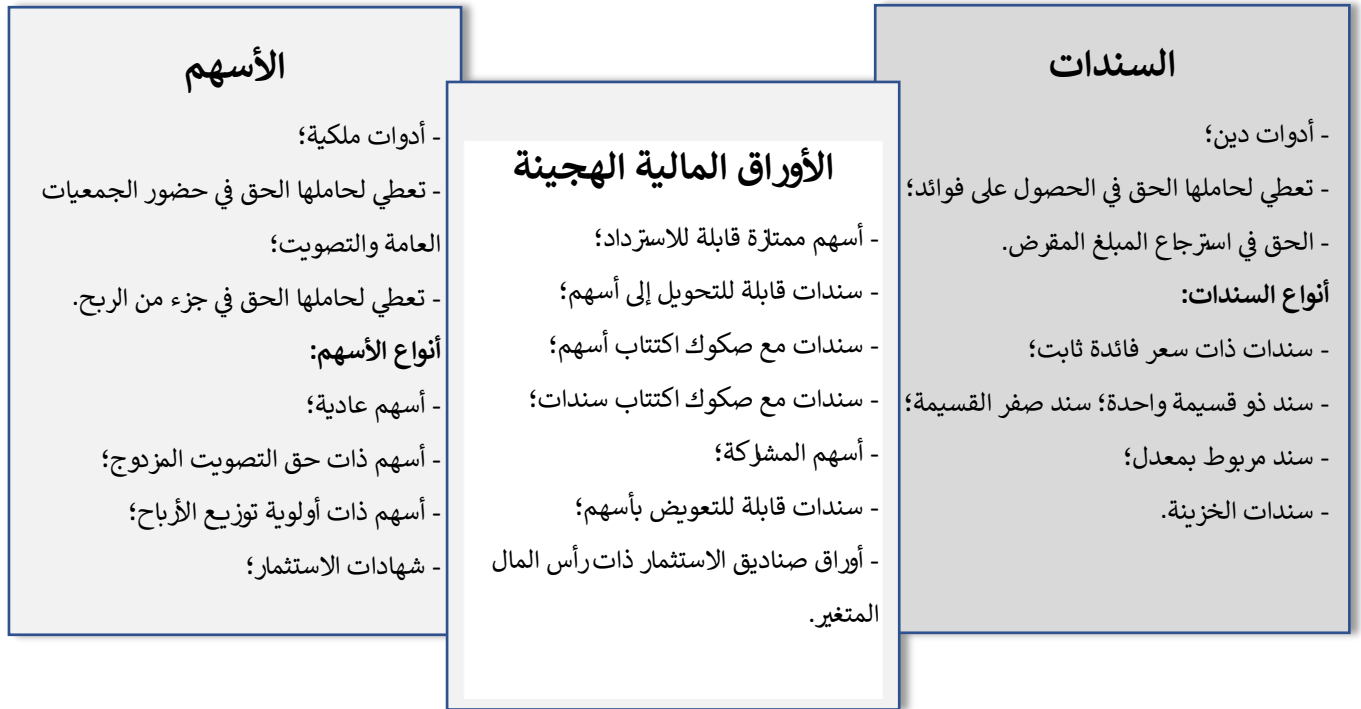 السندات
- أدوات دين؛
- تعطي لحاملها الحق في الحصول على فوائد؛
- الحق في استرجاع المبلغ المقرض.
أنواع السندات:
- سندات ذات سعر فائدة ثابت؛
- سند ذو قسيمة واحدة؛ سند صفر القسيمة؛
- سند مربوط بمعدل؛
- سندات الخزينة.
الأوراق المالية الهجينة
- أسهم ممتازة قابلة للاسترداد؛
- سندات قابلة للتحويل إلى أسهم؛
- سندات مع صكوك اكتتاب أسهم؛
- سندات مع صكوك اكتتاب سندات؛
- أسهم المشاركة؛
- سندات قابلة للتعويض بأسهم؛
- أوراق صناديق الاستثمار ذات رأس المال
المتغير.
الأسهم
- أدوات ملكية؛
- تعطي لحاملها الحق في حضور الجمعيات
العامة والتصويت؛
- تعطي لحاملها الحق في جزء من الربح.
أنواع الأسهم:
- أسهم عادية؛
- أسهم ذات حق التصويت المزدوج؛
- أسهم ذات أولوية توزيع الأرباح؛
- شهادات الاستثمار؛